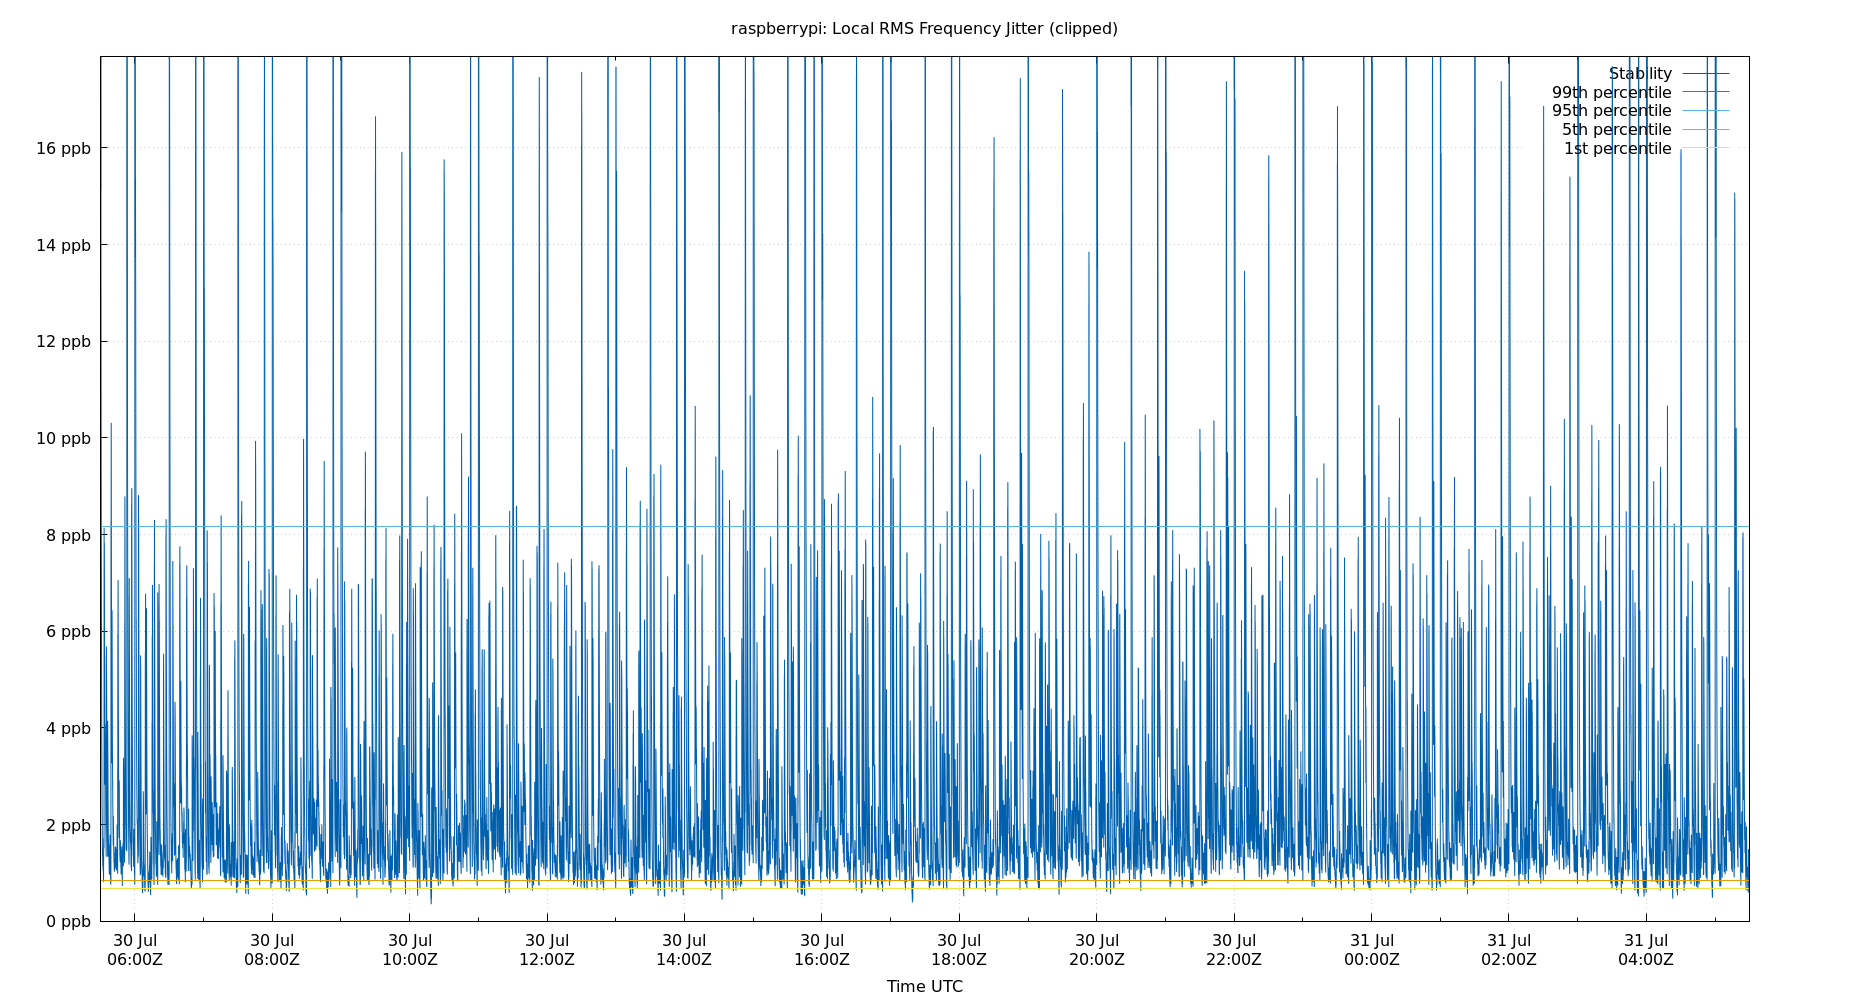 raspberrypi: Local RMS Frequency Jitter (clipped)
Stability
99th percentile
95th percentile
5th percentile
1st percentile
16 ppb
14 ppb
12 ppb
10 ppb
8 ppb
6 ppb
4 ppb
2 ppb
0 ppb
30 Jul 30 Jul 30 Jul 30 Jul 30 Jul 30 Jul 30 Jul 30 Jul 30 Jul 31 Jul 31 Jul 31 Jul
06:00Z 08:00Z 10:00Z 12:00Z 14:00Z 16:00Z 18:00Z 20:00Z 22:00Z 00:00Z 02:00Z 04:00Z
Time UTC